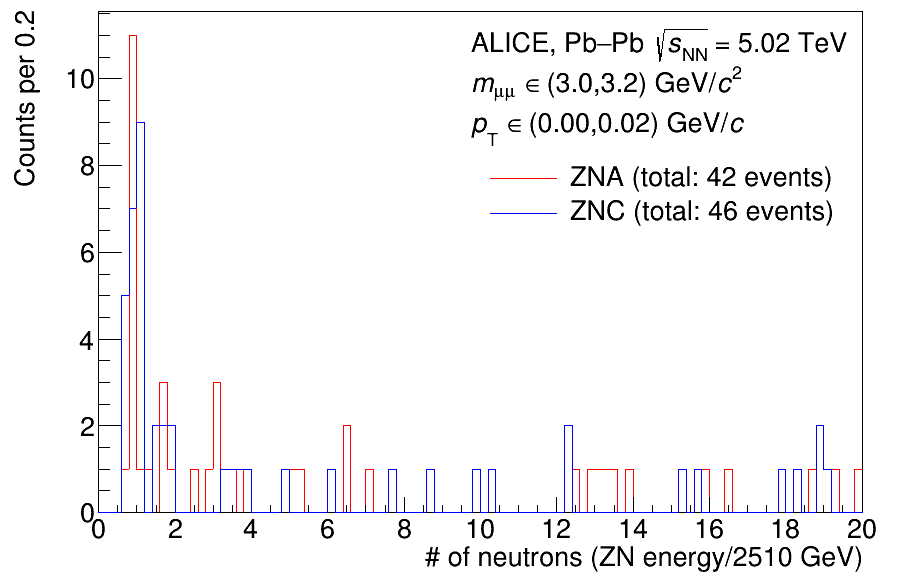 Counts per 0.2
ALICE, Pb–Pb √sNN = 5.02 TeV
mμμ ∈ (3.0,3.2) GeV/c²
pT ∈ (0.00,0.02) GeV/c
ZNA (total: 42 events)
ZNC (total: 46 events)
10
8
6
4
2
0
0 2 4 6 8 10 12 14 16 18 20
# of neutrons (ZN energy/2510 GeV)